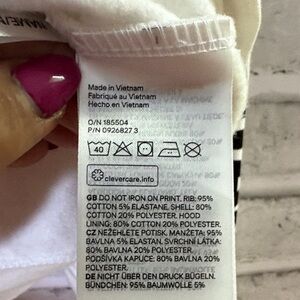 Made in Vietnam
Fabriqué au Vietnam
Hecho en Vietnam
O/N 185504
P/N 0926827 3
40
clevercare.info
GB DO NOT IRON ON PRINT. RIB: 95%
COTTON 5% ELASTANE. SHELL: 80%
COTTON 20% POLYESTER. HOOD
LINING: 80% COTTON 20% POLYESTER.
CZ NEŽEHLETE POTISK. MANŽETA: 95%
BAVLNA 5% ELASTAN. SVRCHNÍ LÁTKA:
80% BAVLNA 20% POLYESTER.
PODŠÍVKA KAPUCE: 80% BAVLNA 20%
POLYESTER.
DE NICHT ÜBER DEN DRUCK BÜGELN.
BÜNDCHEN: 95% BAUMWOLLE 5%